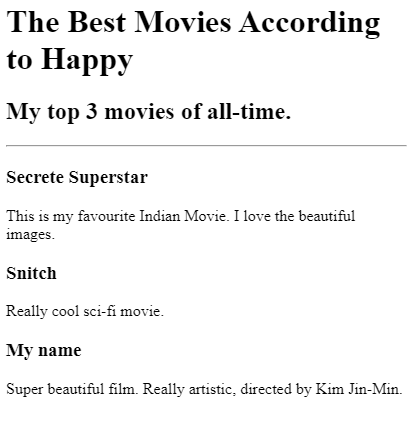 The Best Movies According
to Happy
My top 3 movies of all-time.
Secrete Superstar
This is my favourite Indian Movie. I love the beautiful
images.
Snitch
Really cool sci-fi movie.
My name
Super beautiful film. Really artistic, directed by Kim Jin-Min.